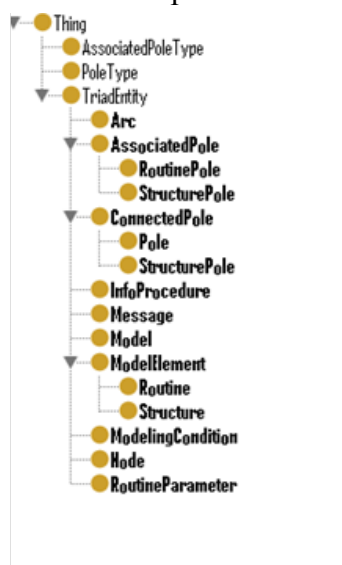 Thing
AssociatedPoleType
PoleType
TriadEntity
Arc
AssociatedPole
RoutinePole
StructurePole
ConnectedPole
Pole
StructurePole
InfoProcedure
Message
Model
ModelElement
Routine
Structure
ModelingCondition
Node
RoutineParameter